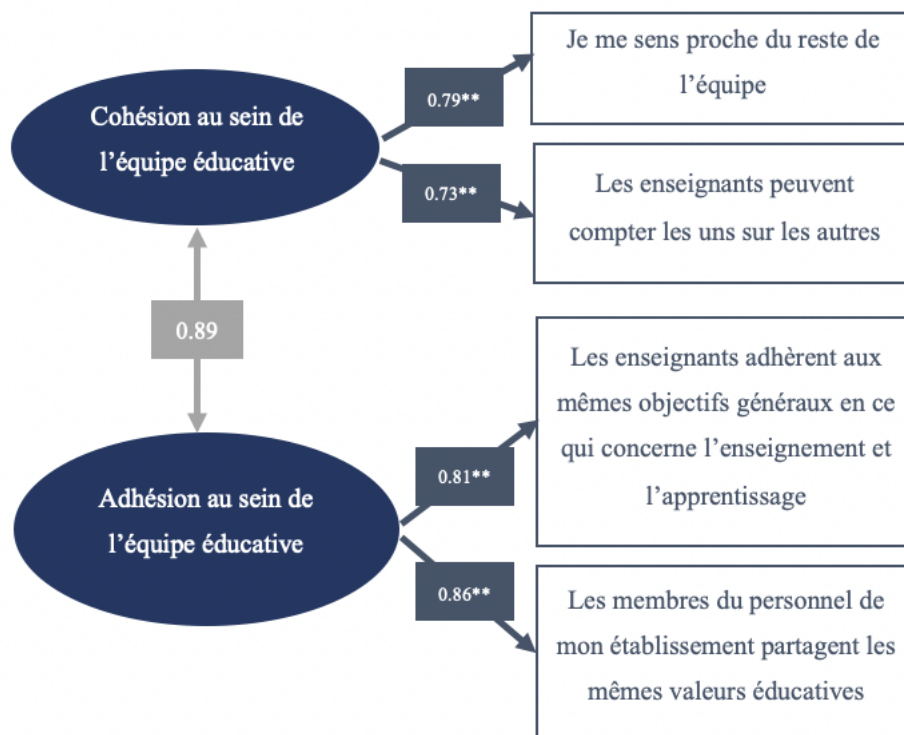 Cohésion au sein de
l’équipe éducative
0.79**
Je me sens proche du reste de
l’équipe
0.73**
Les enseignants peuvent
compter les uns sur les autres
0.89
Adhésion au sein de
l’équipe éducative
0.81**
Les enseignants adhèrent aux
mêmes objectifs généraux en ce
qui concerne l’enseignement et
l’apprentissage
0.86**
Les membres du personnel de
mon établissement partagent les
mêmes valeurs éducatives